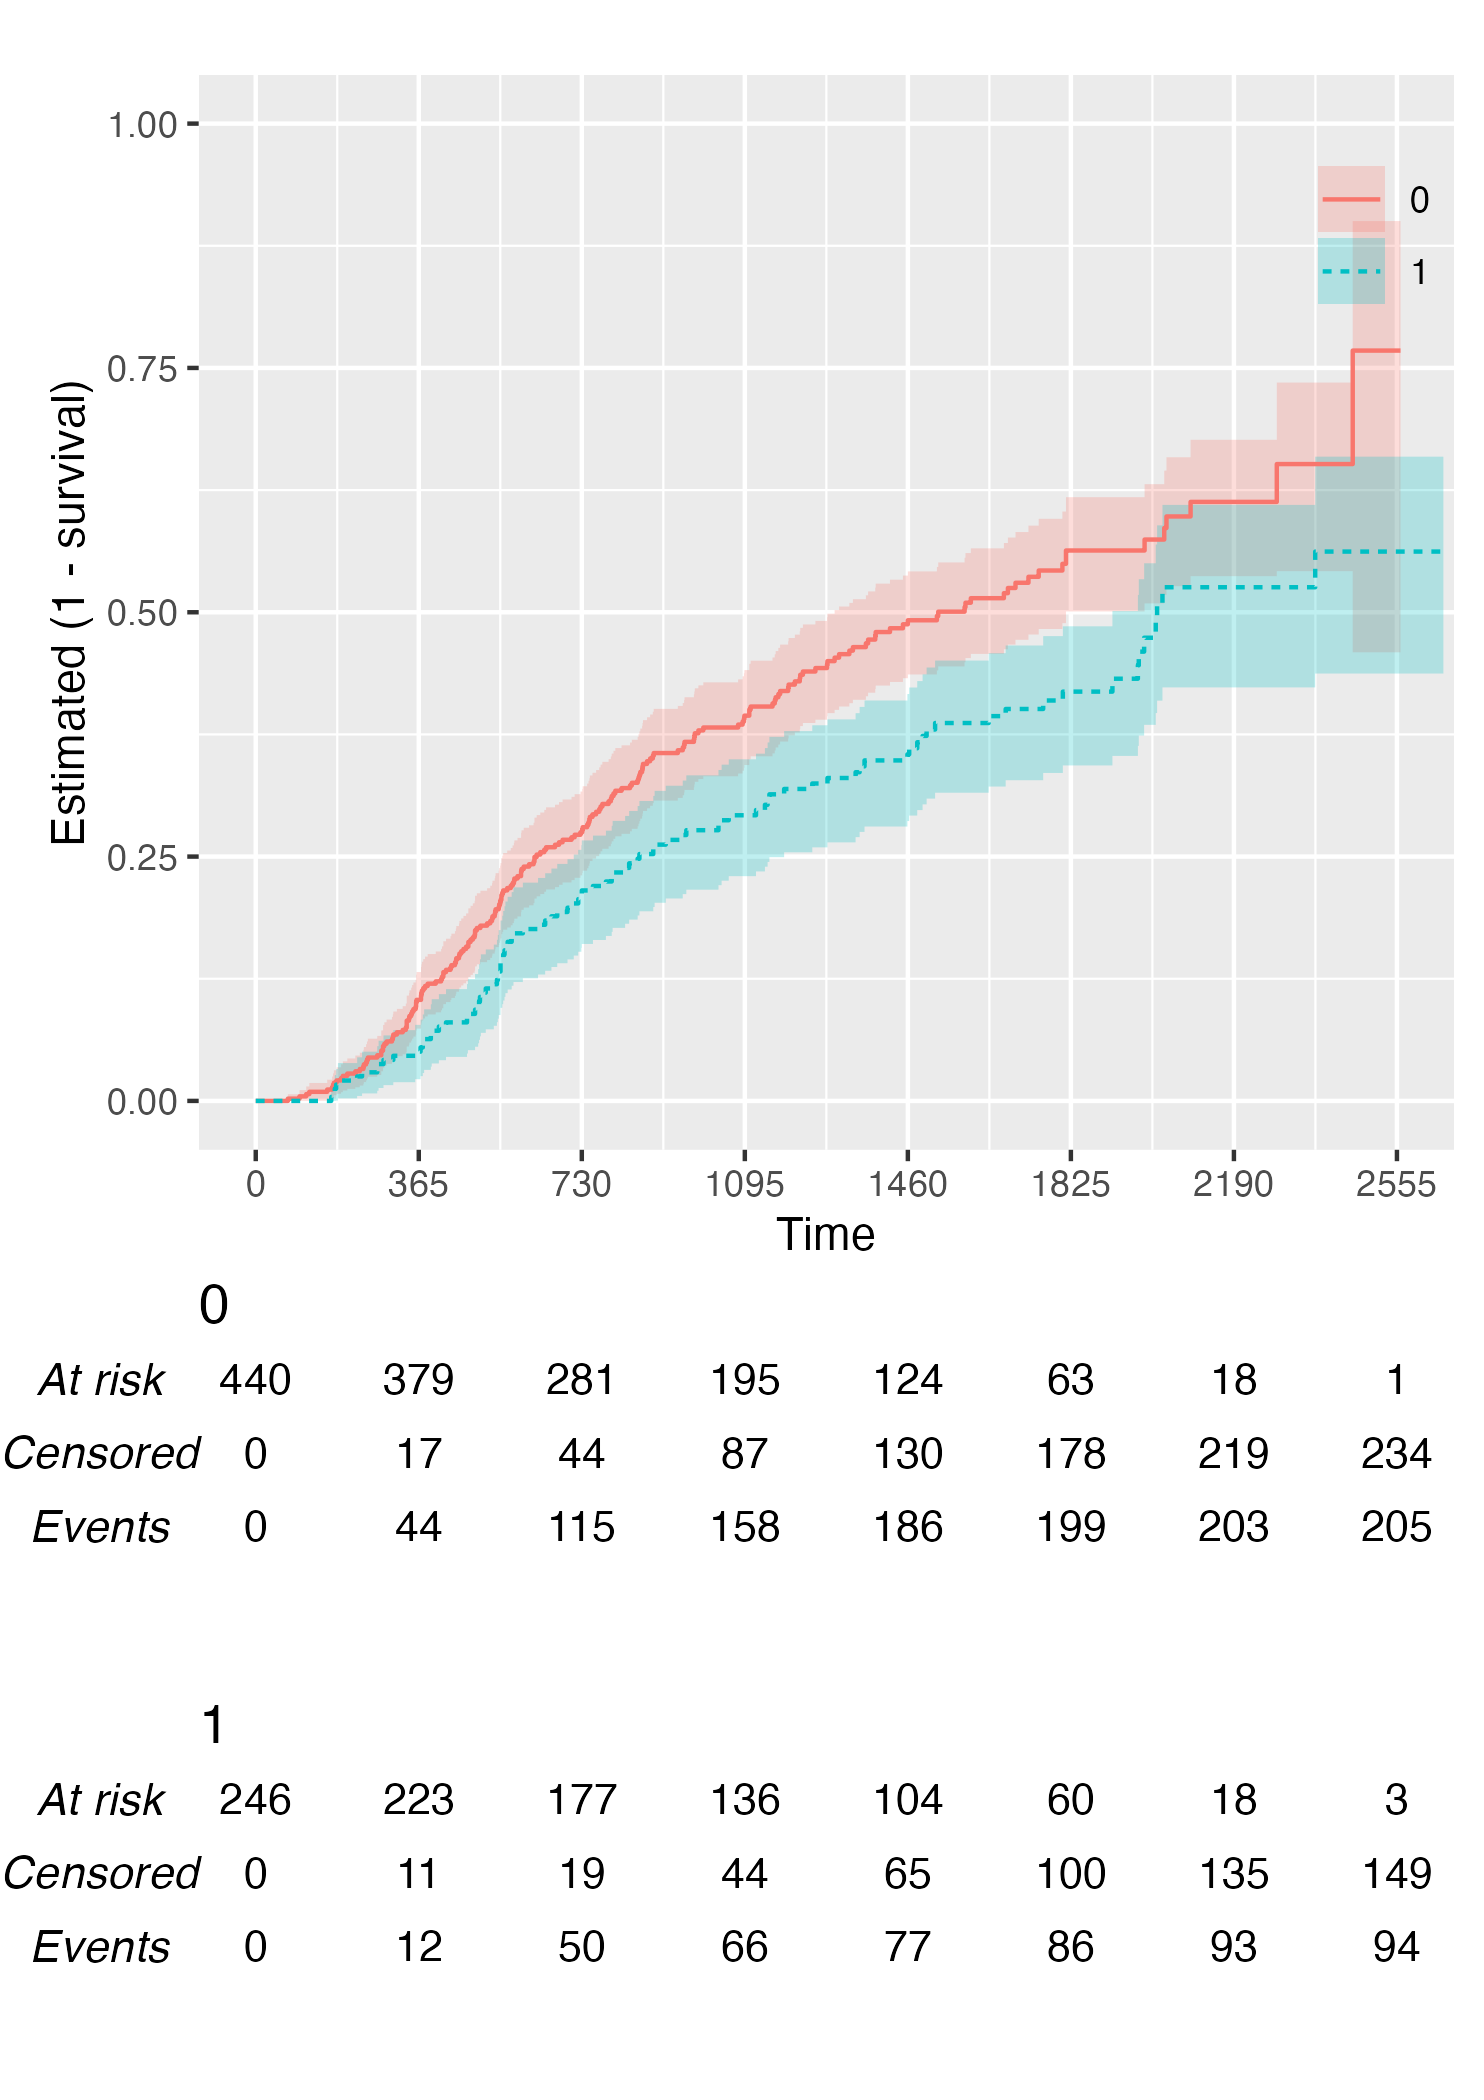 1.00
0.75
0.50
0.25
0.00
Estimated (1 - survival)
0
1
0 365 730 1095 1460 1825 2190 2555
Time
0
At risk 440 379 281 195 124 63 18 1
Censored 0 17 44 87 130 178 219 234
Events 0 44 115 158 186 199 203 205
1
At risk 246 223 177 136 104 60 18 3
Censored 0 11 19 44 65 100 135 149
Events 0 12 50 66 77 86 93 94